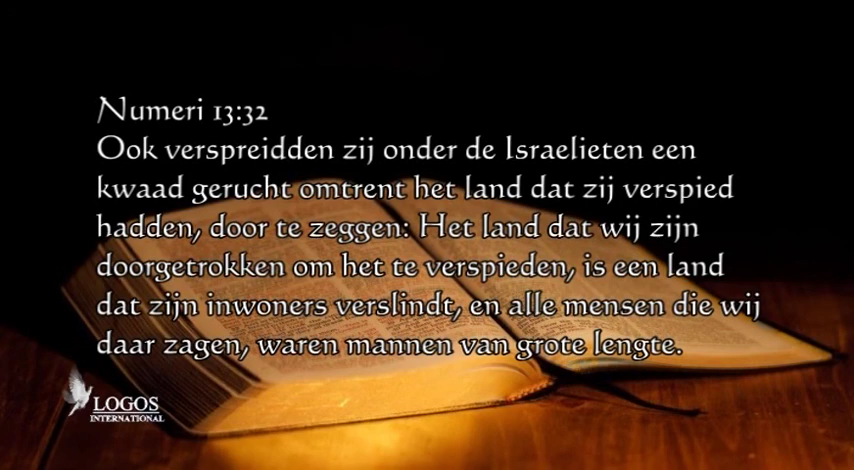 Numeri 13:32
Ook verspreidden zij onder de Israelieten een
kwaad gerucht omtrent het land dat zij verspied
hadden, door te zeggen: Het land dat wij zijn
doorgetrokken om het te verspieden, is een land
dat zijn inwoners verslindt, en alle mensen die wij
daar zagen, waren mannen van grote lengte.
LOGOS
INTERNATIONAL